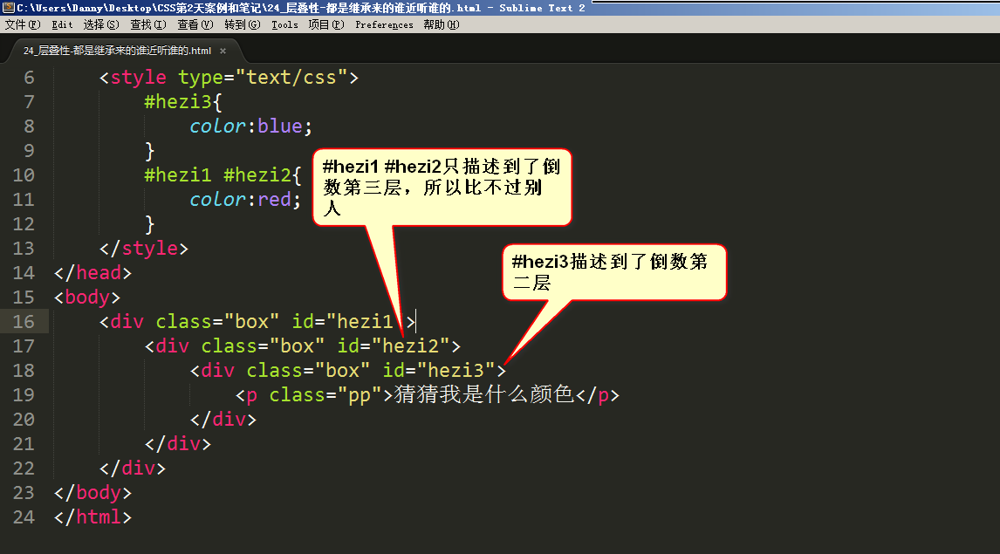 C:\Users\Danny\Desktop\CSS第2天案例和笔记\24_层叠性-都是继承来的谁近听谁的.html - Sublime Text 2
文件(F) Edit 选择(S) 查找(I) 查看(V) 转到(G) Tools 项目(P) Preferences 帮助(H)
24_层叠性-都是继承来的谁近听谁的.html ×
6 <style type="text/css">
7 #hezi3{
8 color:blue;
9 }
10 #hezi1 #hezi2{
11 color:red;
12 }
13 </style>
14 </head>
15 <body>
16 <div class="box" id="hezi1">
17 <div class="box" id="hezi2">
18 <div class="box" id="hezi3">
19 <p class="pp">猜猜我是什么颜色</p>
20 </div>
21 </div>
22 </div>
23 </body>
24 </html>
#hezi1 #hezi2只描述到了倒
数第三层，所以比不过别
人
#hezi3描述到了倒数第
二层